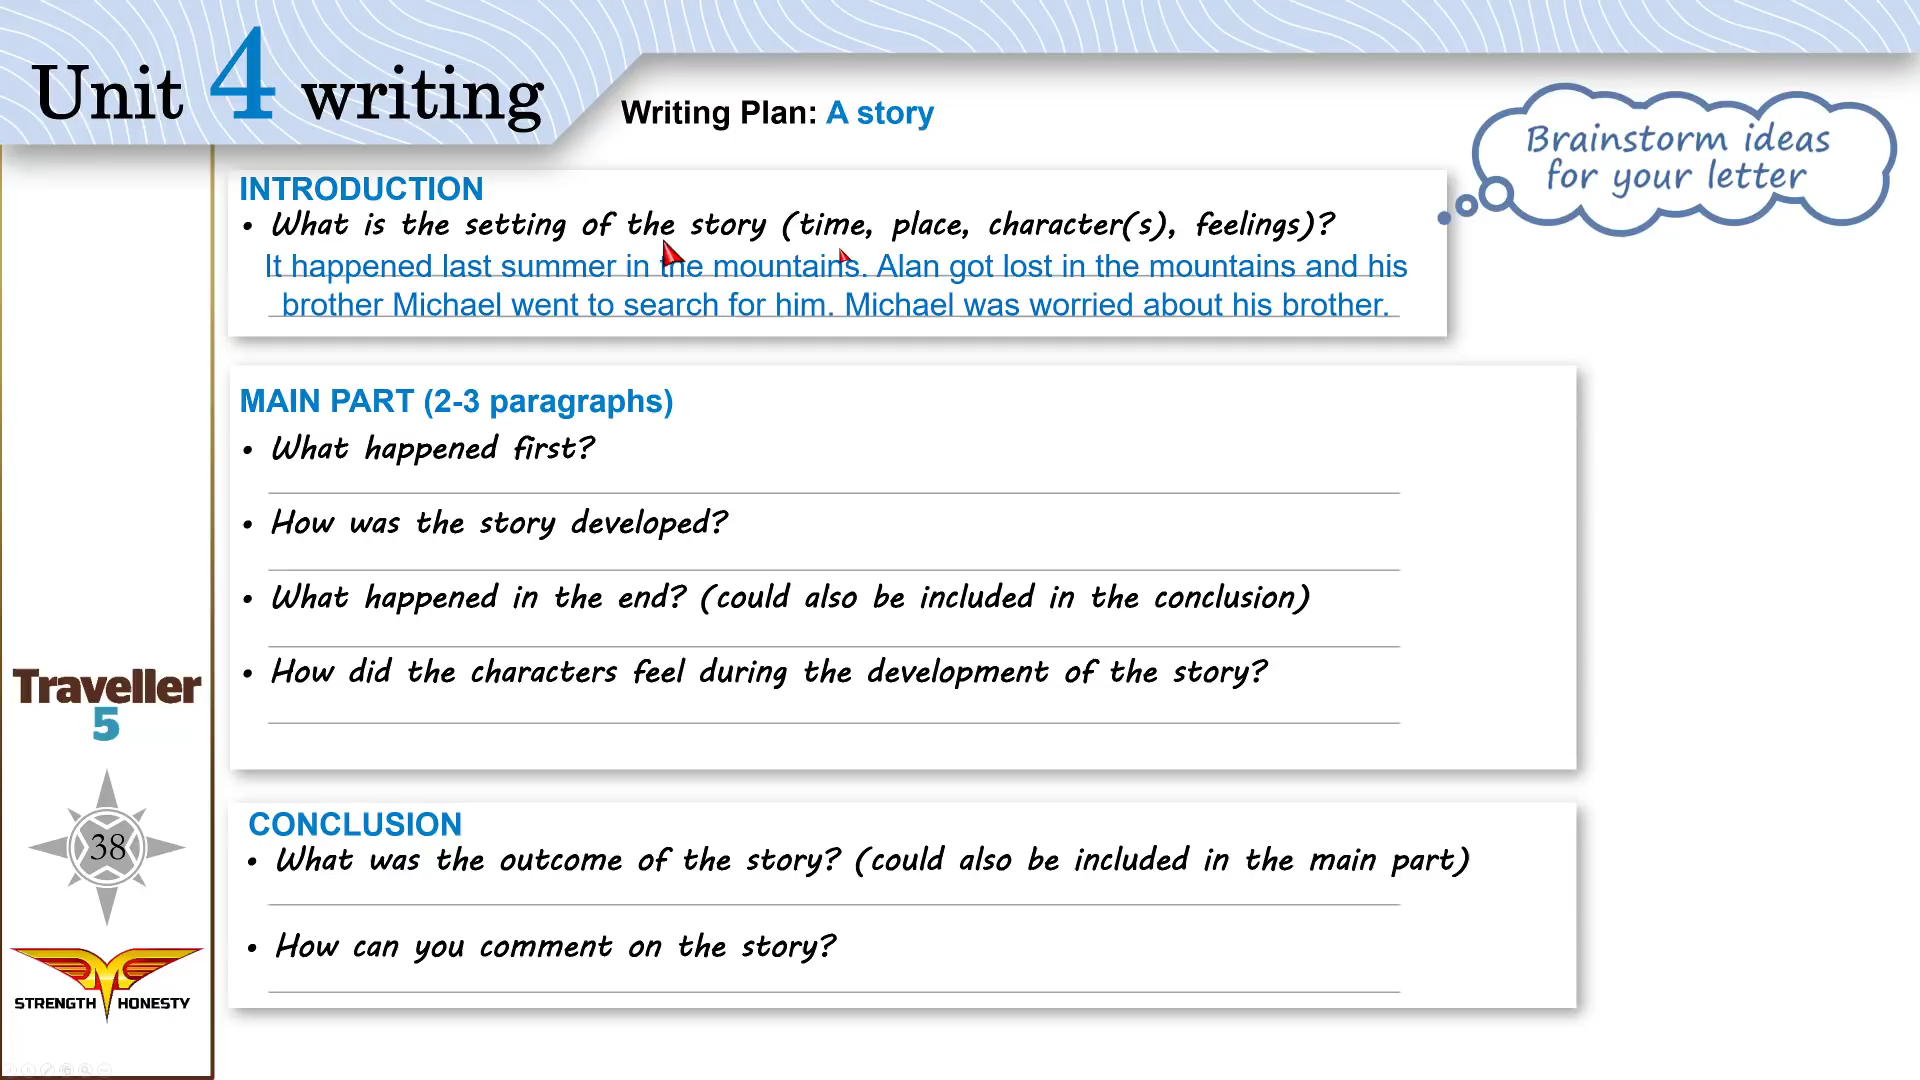 Unit 4 writing
Writing Plan: A story
Brainstorm ideas
for your letter
INTRODUCTION
• What is the setting of the story (time, place, character(s), feelings)?
It happened last summer in the mountains. Alan got lost in the mountains and his
brother Michael went to search for him. Michael was worried about his brother.
MAIN PART (2-3 paragraphs)
• What happened first?
• How was the story developed?
• What happened in the end? (could also be included in the conclusion)
• How did the characters feel during the development of the story?
CONCLUSION
• What was the outcome of the story? (could also be included in the main part)
• How can you comment on the story?
Traveller
5
38
STRENGTH HONESTY